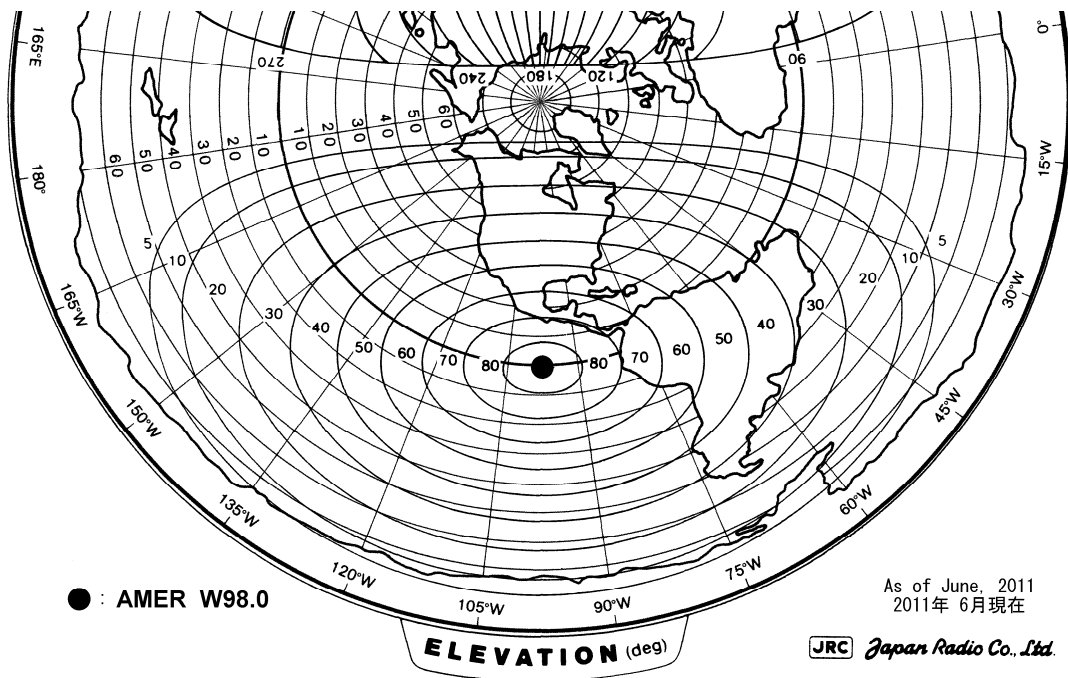 165°E
0°
270
240
180
120
90
60 50 40 30 20 10
10 20 30 40 50 60
180°
15°W
5
10
20
30
40
50
60
70
80
80
70
60
50
40
30
20
10
5
165°W
30°W
150°W
45°W
135°W
60°W
120°W
75°W
105°W
90°W
● : AMER W98.0
As of June, 2011
2011年 6月現在
ELEVATION (deg)
JRC Japan Radio Co., Ltd.